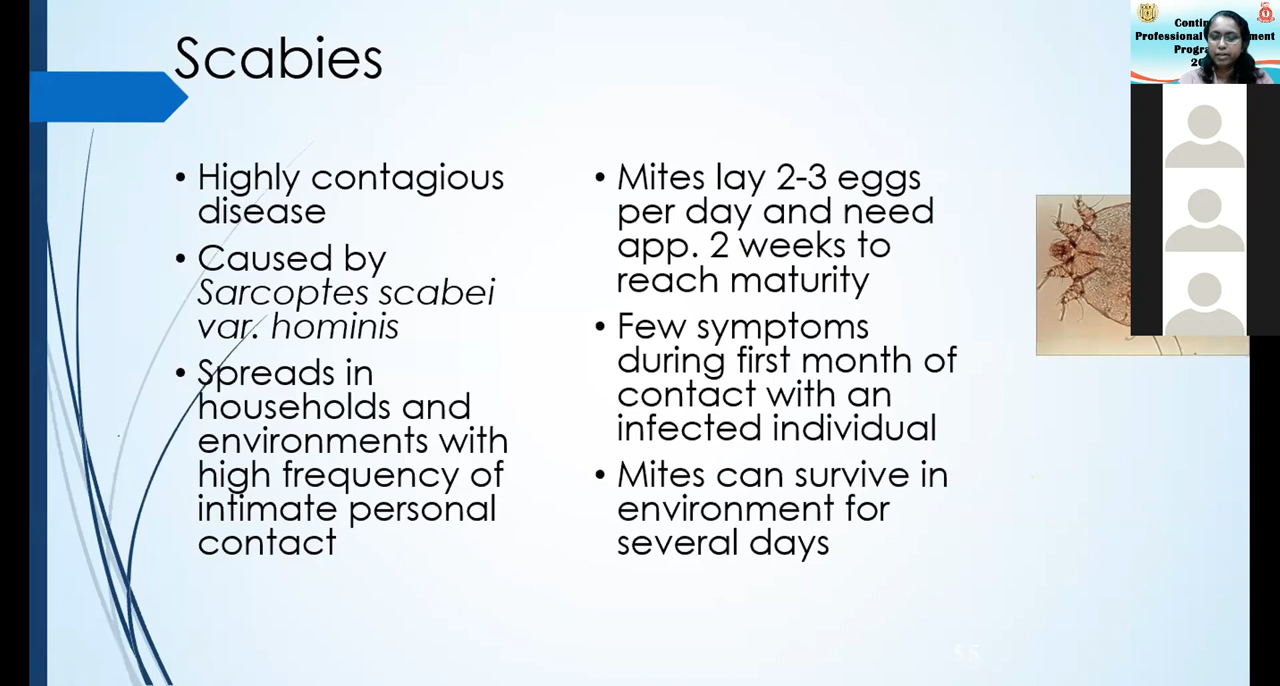 Scabies
• Highly contagious
disease
• Caused by
Sarcoptes scabei
var. hominis
• Spreads in
households and
environments with
high frequency of
intimate personal
contact
• Mites lay 2-3 eggs
per day and need
app. 2 weeks to
reach maturity
• Few symptoms
during first month of
contact with an
infected individual
• Mites can survive in
environment for
several days
55
Professional